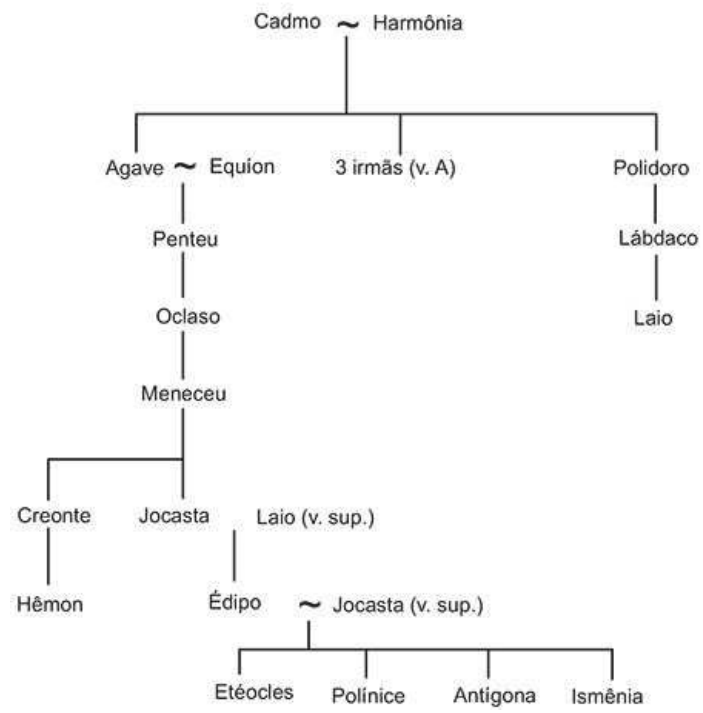 Cadmo ~ Harmônia
Agave ~ Equion 3 irmãs (v. A) Polidoro
Penteu Lábdaco
Oclaso Laio
Meneceu
Creonte Jocasta Laio (v. sup.)
Hêmon Édipo ~ Jocasta (v. sup.)
Etéocles Polínice Antígona Ismênia